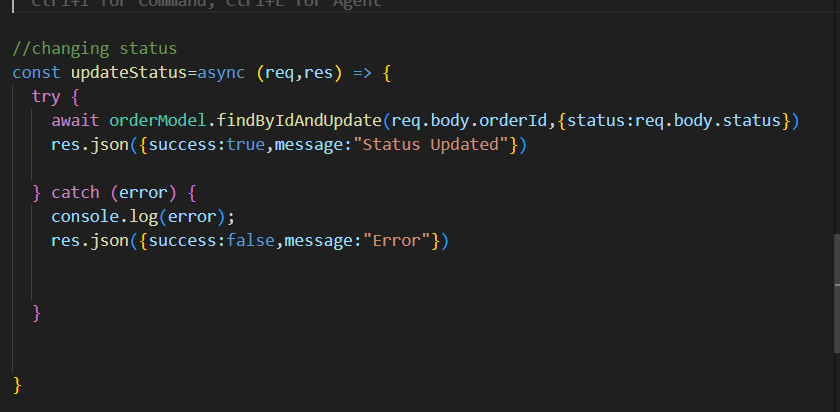 Ctrl+I for Command, Ctrl+L for Agent
//changing status
const updateStatus=async (req,res) => {
try {
await orderModel.findByIdAndUpdate(req.body.orderId,{status:req.body.status})
res.json({success:true,message:"Status Updated"})
} catch (error) {
console.log(error);
res.json({success:false,message:"Error"})
}
}